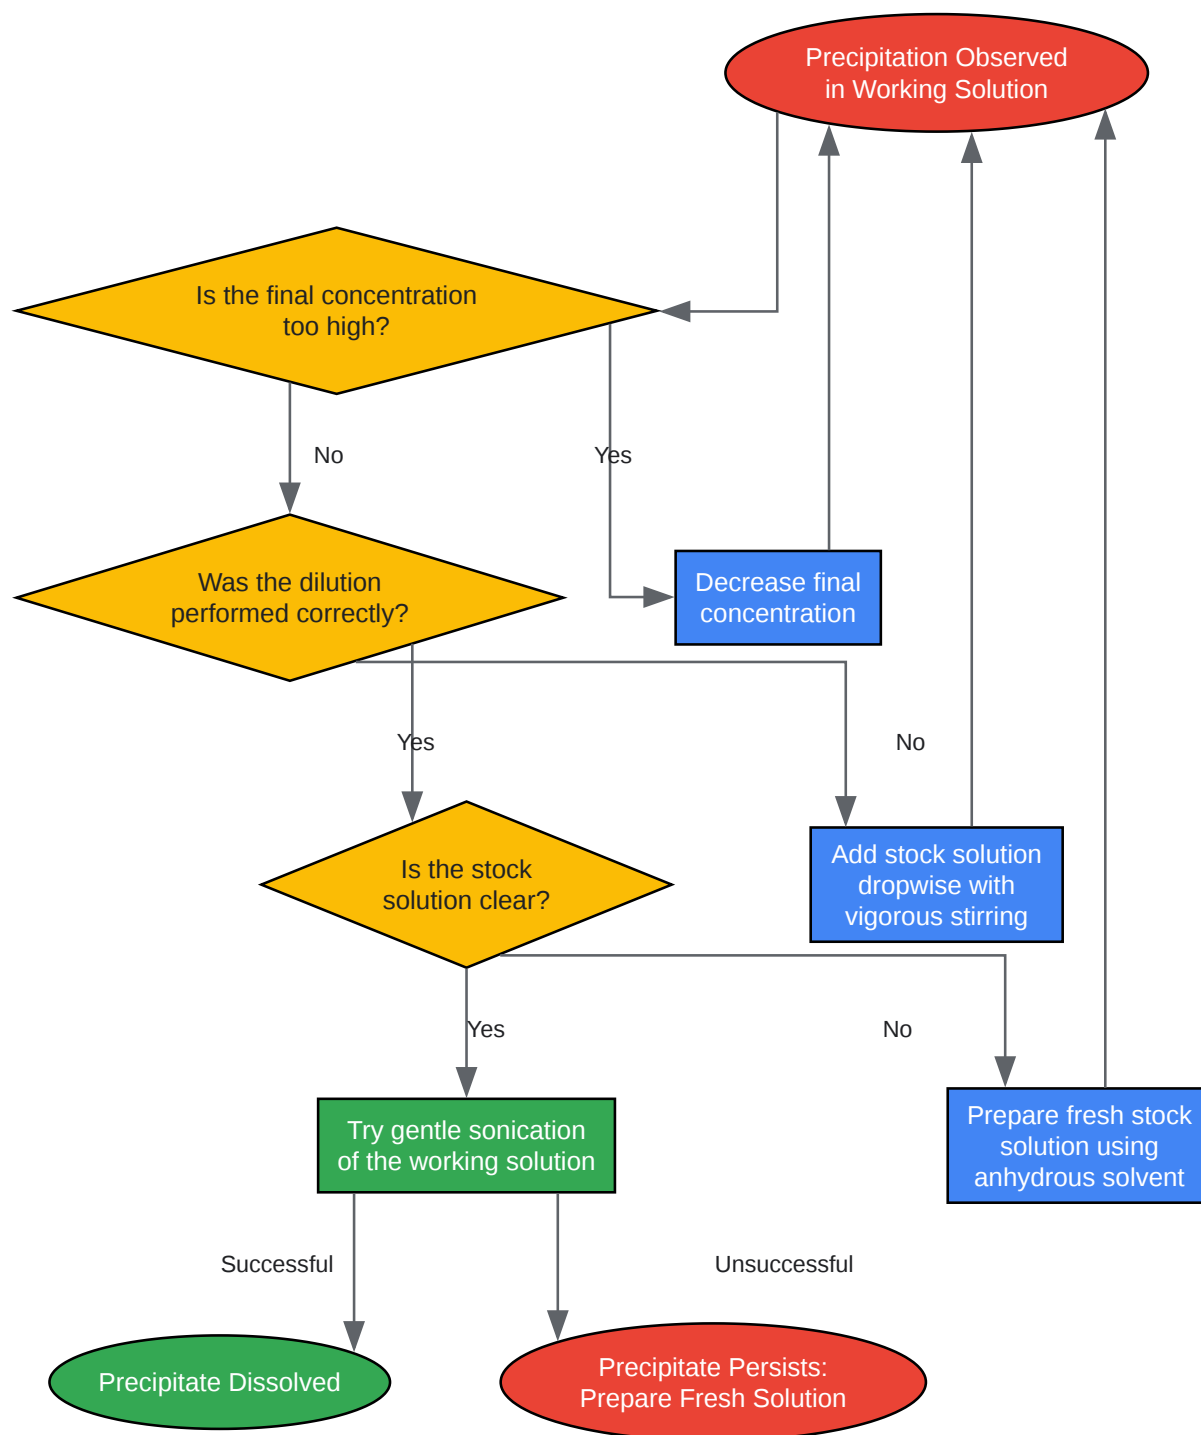 Precipitation Observed
in Working Solution
Is the final concentration
too high?
No
Yes
Was the dilution
performed correctly?
Decrease final
concentration
Yes
No
Is the stock
solution clear?
Add stock solution
dropwise with
vigorous stirring
Yes
No
Try gentle sonication
of the working solution
Prepare fresh stock
solution using
anhydrous solvent
Successful
Unsuccessful
Precipitate Dissolved
Precipitate Persists:
Prepare Fresh Solution